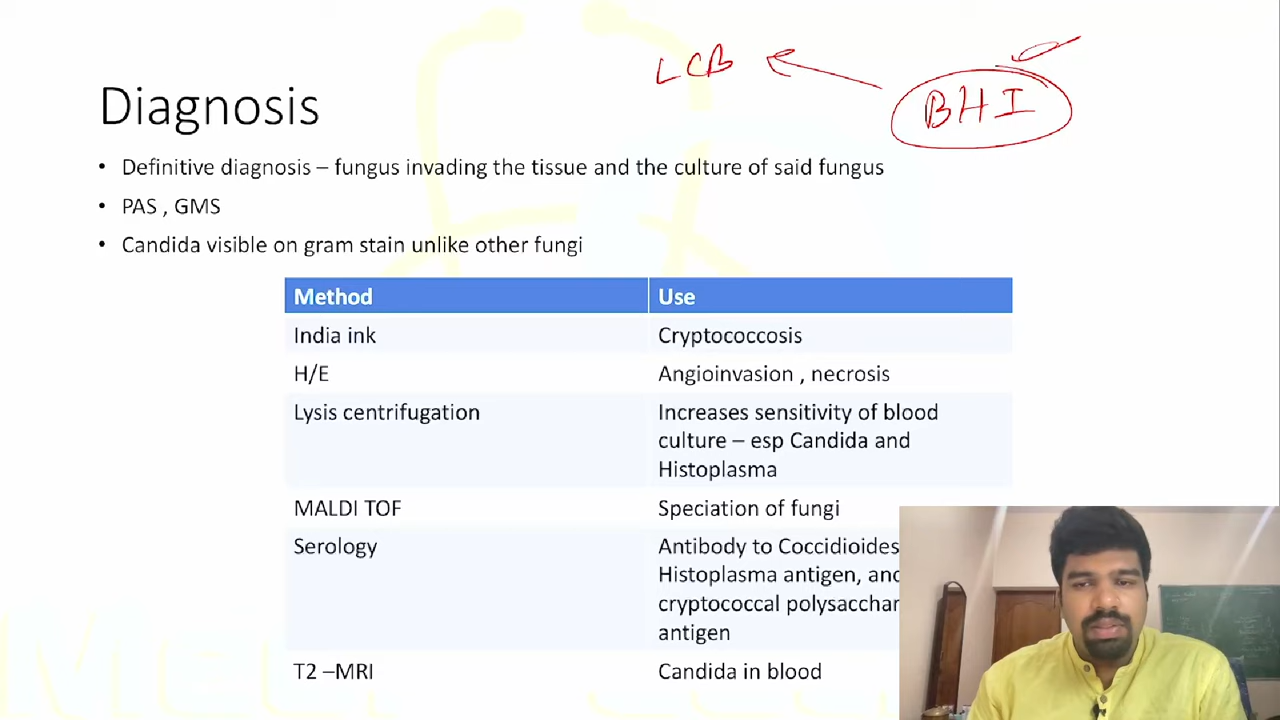 LCB
BHI
Diagnosis
• Definitive diagnosis – fungus invading the tissue and the culture of said fungus
• PAS , GMS
• Candida visible on gram stain unlike other fungi
Method Use
India ink Cryptococcosis
H/E Angioinvasion , necrosis
Lysis centrifugation Increases sensitivity of blood
culture – esp Candida and
Histoplasma
MALDI TOF Speciation of fungi
Serology Antibody to Coccidioides
Histoplasma antigen,
cryptococcal
antigen
T2 –MRI Candida in blood